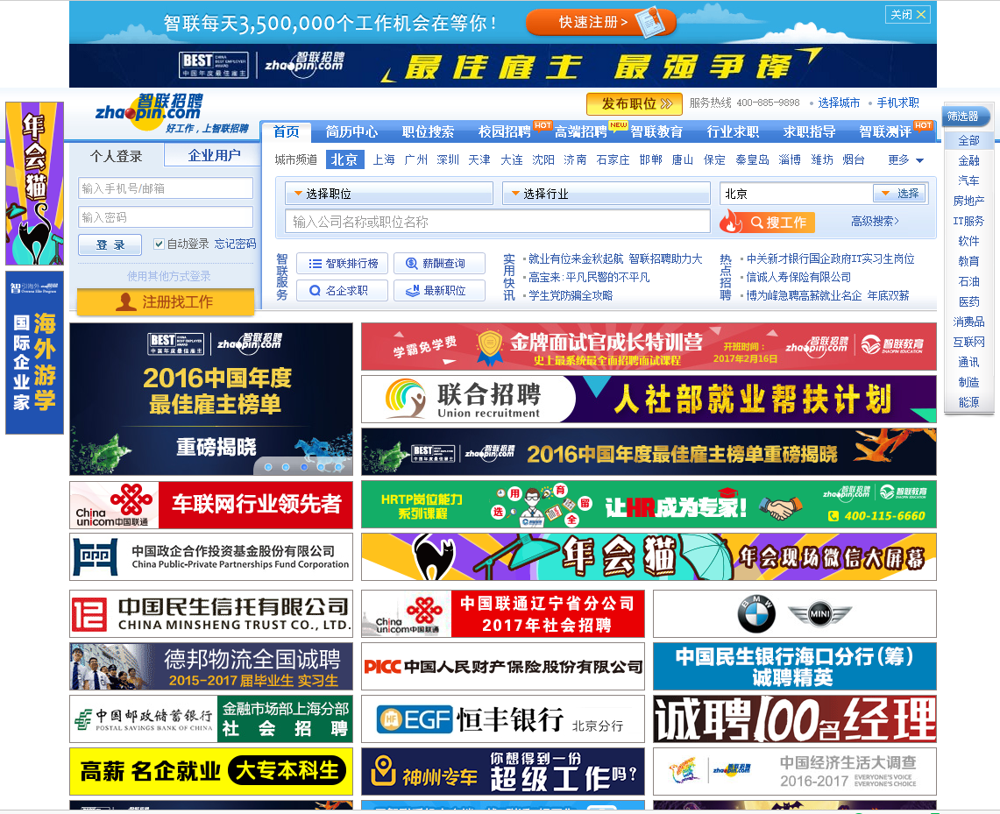 智联每天3,500,000个工作机会在等你！ 快速注册> 关闭
BEST CHINA BEST EMPLOYER AWARD 中国年度最佳雇主 智联招聘 zhaopin.com 最佳雇主 最强争锋
智联招聘 zhaopin.com
好工作，上智联招聘
发布职位 服务热线 400-885-9898 选择城市 手机求职
首页 简历中心 职位搜索 校园招聘 HOT 高端招聘 NEW 智联教育 行业求职 求职指导 智联测评 HOT
个人登录 企业用户
输入手机号/邮箱
输入密码
登 录 自动登录 忘记密码
使用其他方式登录
注册找工作
城市频道 北京 上海 广州 深圳 天津 大连 沈阳 济南 石家庄 邯郸 唐山 保定 秦皇岛 淄博 潍坊 烟台 更多
选择职位 选择行业 北京 选择
输入公司名称或职位名称 搜工作 高级搜索>
智联服务
智联排行榜 薪酬查询
名企求职 最新职位
实用快讯
就业有位来金秋起航 智联招聘助力大
高宝来:平凡民警的不平凡
学生党防骗全攻略
热点招聘
中关新才银行国企政府IT实习生岗位
信诚人寿保险有限公司
博为峰急聘高薪就业名企 年底双薪
年会猫
智引海外
Overseas Elite Program
海外游学
国际企业家
筛选器
全部
金融
汽车
房地产
IT服务
软件
教育
石油
医药
消费品
互联网
通讯
制造
能源
BEST CHINA BEST EMPLOYER AWARD 中国年度最佳雇主 智联招聘 zhaopin.com
2016中国年度
最佳雇主榜单
重磅揭晓
学霸免学费 金牌面试官成长特训营
史上最系统最全面招聘面试课程
开班时间：
2017年2月16日
智联招聘 zhaopin.com 智联教育 ZHAOPIN EDUCATION
联合招聘
Union recruitment
人社部就业帮扶计划
BEST 中国年度最佳雇主 智联招聘 zhaopin.com 2016中国年度最佳雇主榜单重磅揭晓
China unicom中国联通 车联网行业领先者
HRTP岗位能力
系列课程
选 用 育 留 全
让HR成为专家！
智联招聘 zhaopin.com 智联教育 ZHAOPIN EDUCATION
400-115-6660
中国政企合作投资基金股份有限公司
China Public-Private Partnerships Fund Corporation
年会猫 年会现场微信大屏幕
中国民生信托有限公司
CHINA MINSHENG TRUST CO., LTD.
China unicom中国联通 中国联通辽宁省分公司
2017年社会招聘
BMW MINI
德邦物流全国诚聘
2015-2017届毕业生 实习生
PICC 中国人民财产保险股份有限公司
中国民生银行海口分行（筹）
诚聘精英
中国邮政储蓄银行
POSTAL SAVINGS BANK OF CHINA
金融市场部上海分部
社 会 招 聘
HF EGF 恒丰银行 北京分行
诚聘100名经理
高薪 名企就业 大专本科生
神州专车 你想得到一份
超级工作吗?
智联招聘 zhaopin.com 中国经济生活大调查
2016-2017 EVERYONE'S VOICE
EVERYONE'S CHOICE